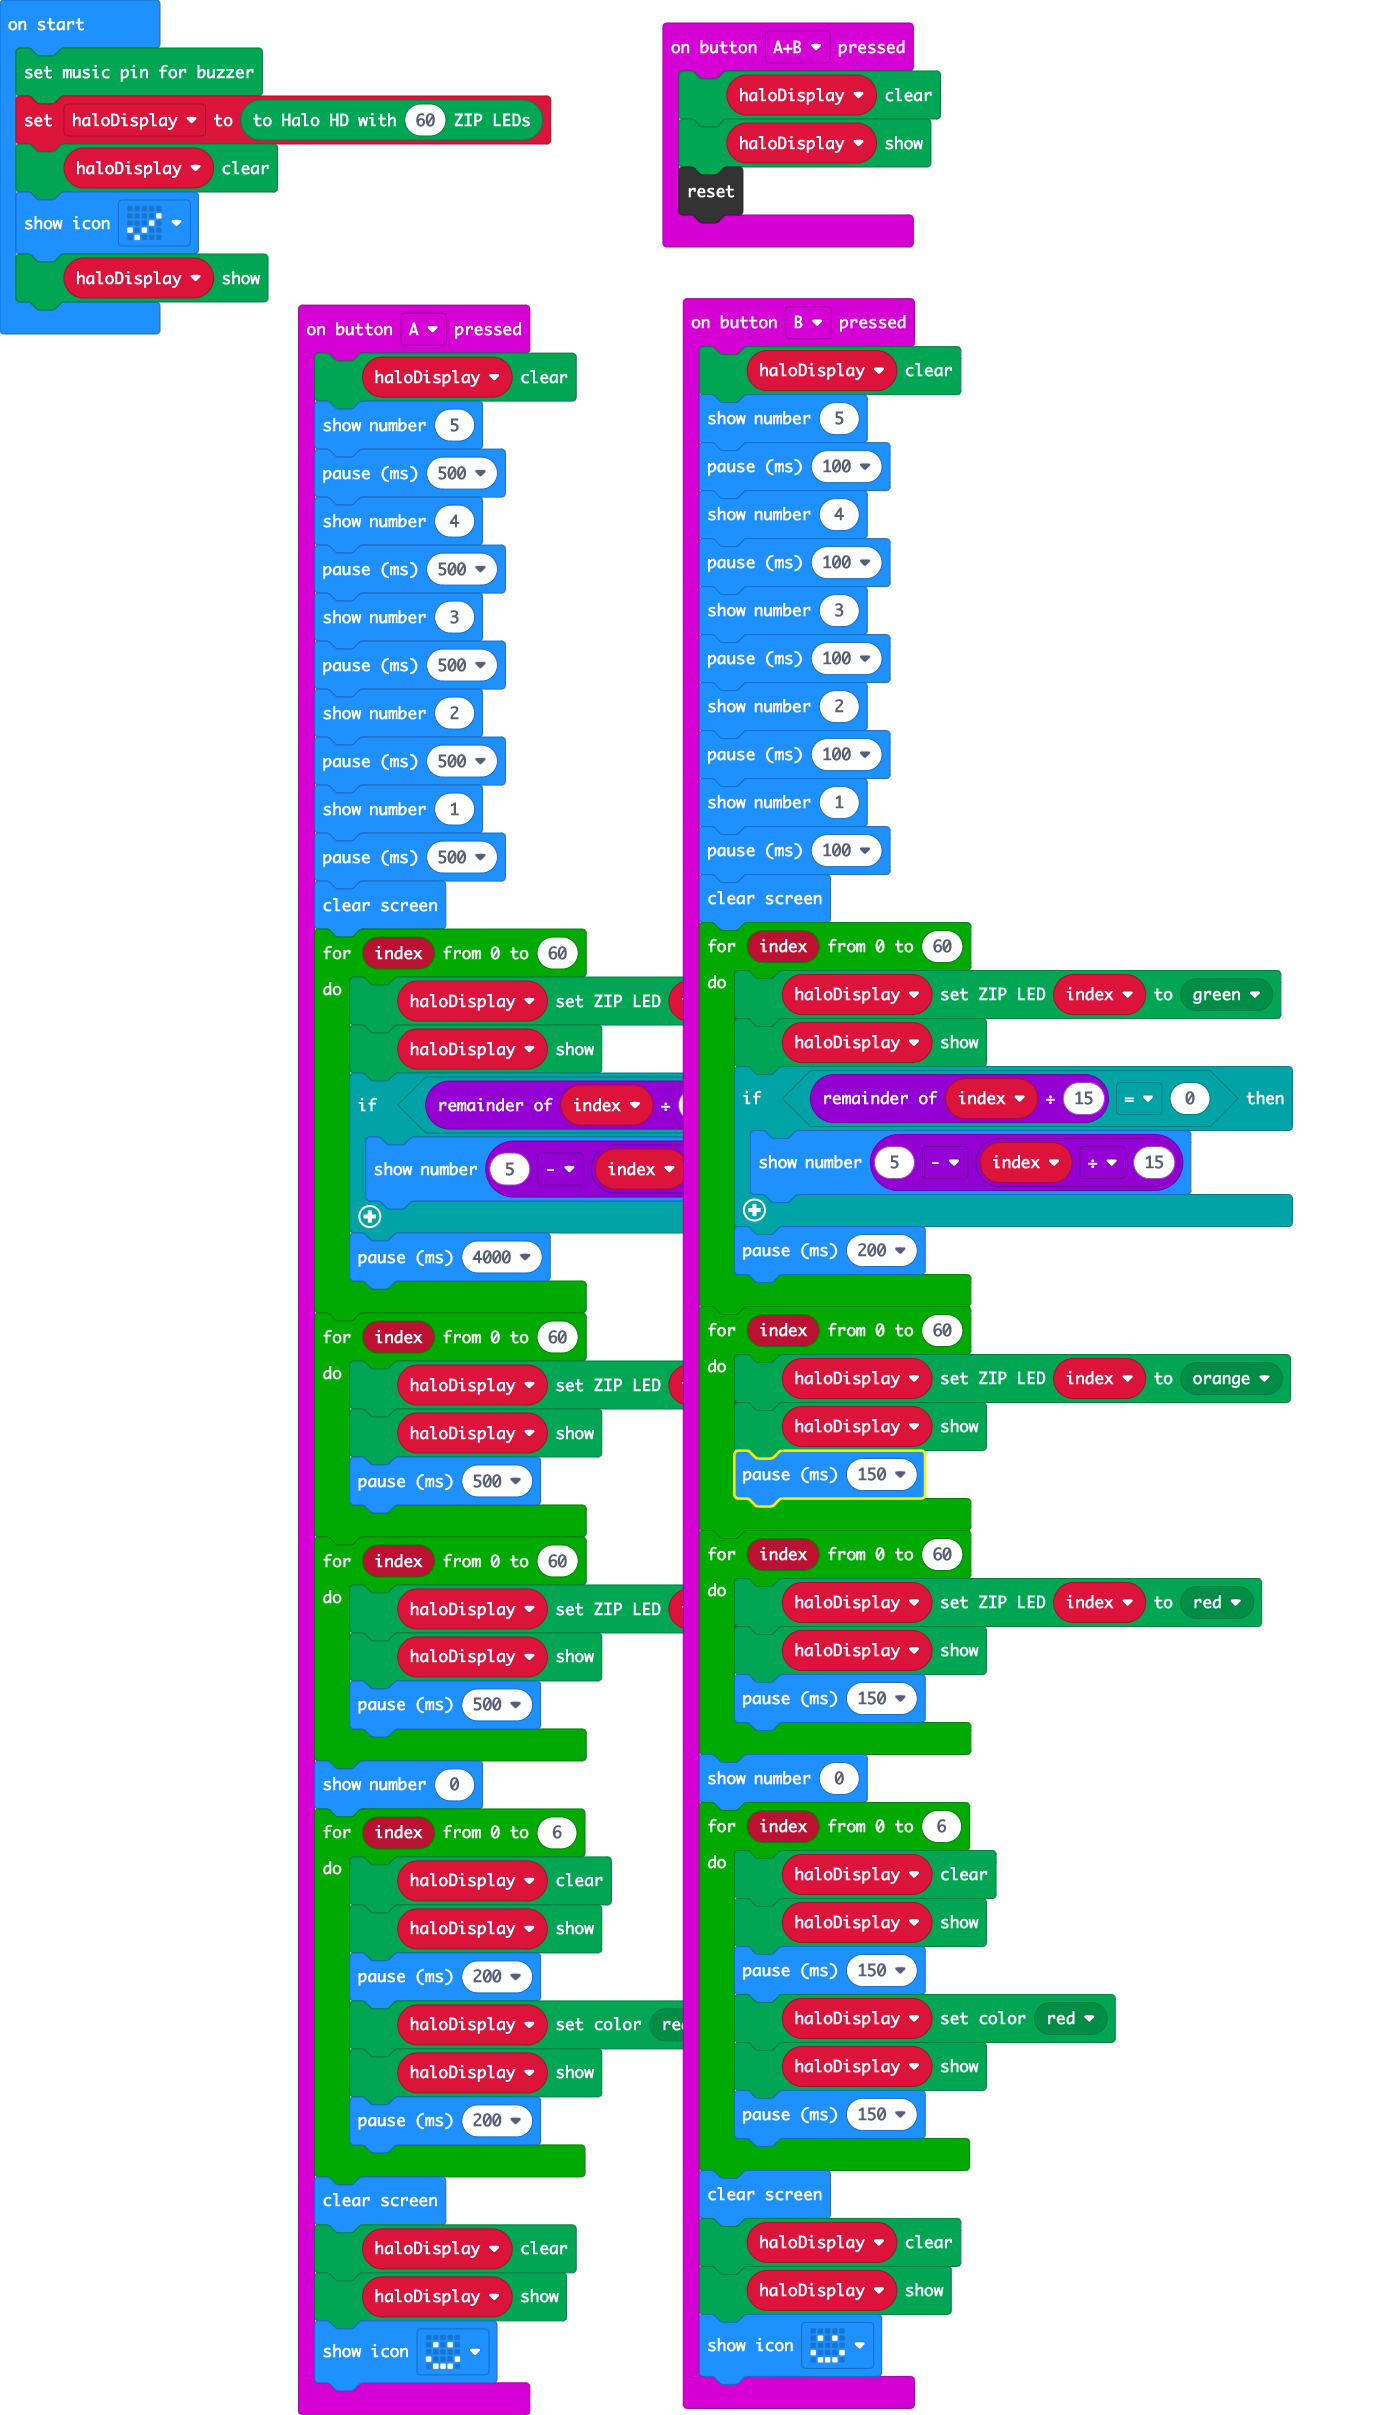 on start
set music pin for buzzer
set haloDisplay to to Halo HD with 60 ZIP LEDs
haloDisplay clear
show icon
haloDisplay show
on button A+B pressed
haloDisplay clear
haloDisplay show
reset
on button A pressed
haloDisplay clear
show number 5
pause (ms) 500
show number 4
pause (ms) 500
show number 3
pause (ms) 500
show number 2
pause (ms) 500
show number 1
pause (ms) 500
clear screen
for index from 0 to 60
do
haloDisplay set ZIP LED
haloDisplay show
if remainder of index ÷
show number 5 - index
pause (ms) 4000
for index from 0 to 60
do
haloDisplay set ZIP LED
haloDisplay show
pause (ms) 500
for index from 0 to 60
do
haloDisplay set ZIP LED
haloDisplay show
pause (ms) 500
show number 0
for index from 0 to 6
do
haloDisplay clear
haloDisplay show
pause (ms) 200
haloDisplay set color
haloDisplay show
pause (ms) 200
clear screen
haloDisplay clear
haloDisplay show
show icon
on button B pressed
haloDisplay clear
show number 5
pause (ms) 100
show number 4
pause (ms) 100
show number 3
pause (ms) 100
show number 2
pause (ms) 100
show number 1
pause (ms) 100
clear screen
for index from 0 to 60
do
haloDisplay set ZIP LED index to green
haloDisplay show
if remainder of index ÷ 15 = 0 then
show number 5 - index ÷ 15
pause (ms) 200
for index from 0 to 60
do
haloDisplay set ZIP LED index to orange
haloDisplay show
pause (ms) 150
for index from 0 to 60
do
haloDisplay set ZIP LED index to red
haloDisplay show
pause (ms) 150
show number 0
for index from 0 to 6
do
haloDisplay clear
haloDisplay show
pause (ms) 150
haloDisplay set color red
haloDisplay show
pause (ms) 150
clear screen
haloDisplay clear
haloDisplay show
show icon